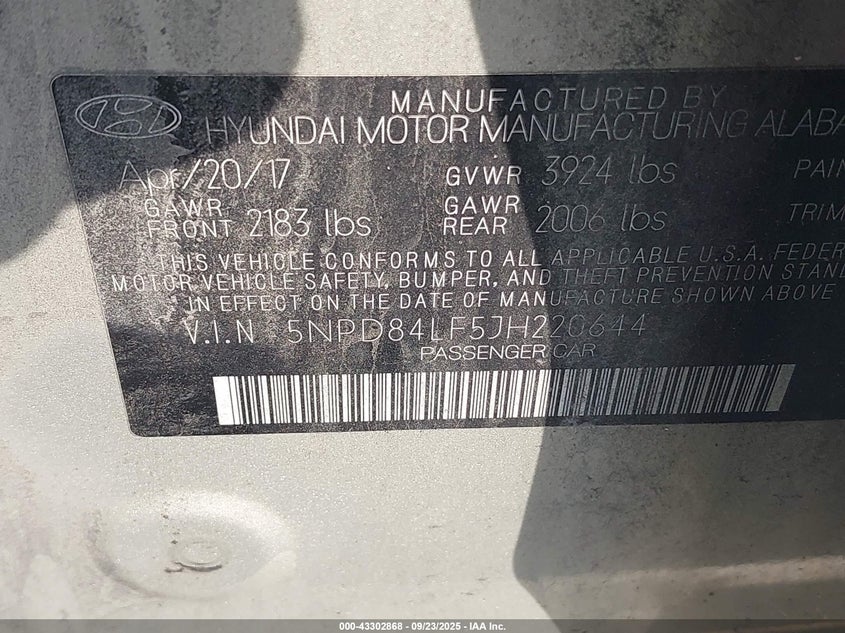 MANUFACTURED BY
HYUNDAI MOTOR MANUFACTURING ALABA
Apr/20/17 GVWR 3924 lbs PAIN
GAWR FRONT 2183 lbs GAWR REAR 2006 lbs TRIM
THIS VEHICLE CONFORMS TO ALL APPLICABLE U.S.A. FEDER
MOTOR VEHICLE SAFETY, BUMPER, AND THEFT PREVENTION STAND
IN EFFECT ON THE DATE OF MANUFACTURE SHOWN ABOVE
V.I.N 5NPD84LF5JH220644
PASSENGER CAR
000-43302868 - 09/23/2025 - IAA Inc.